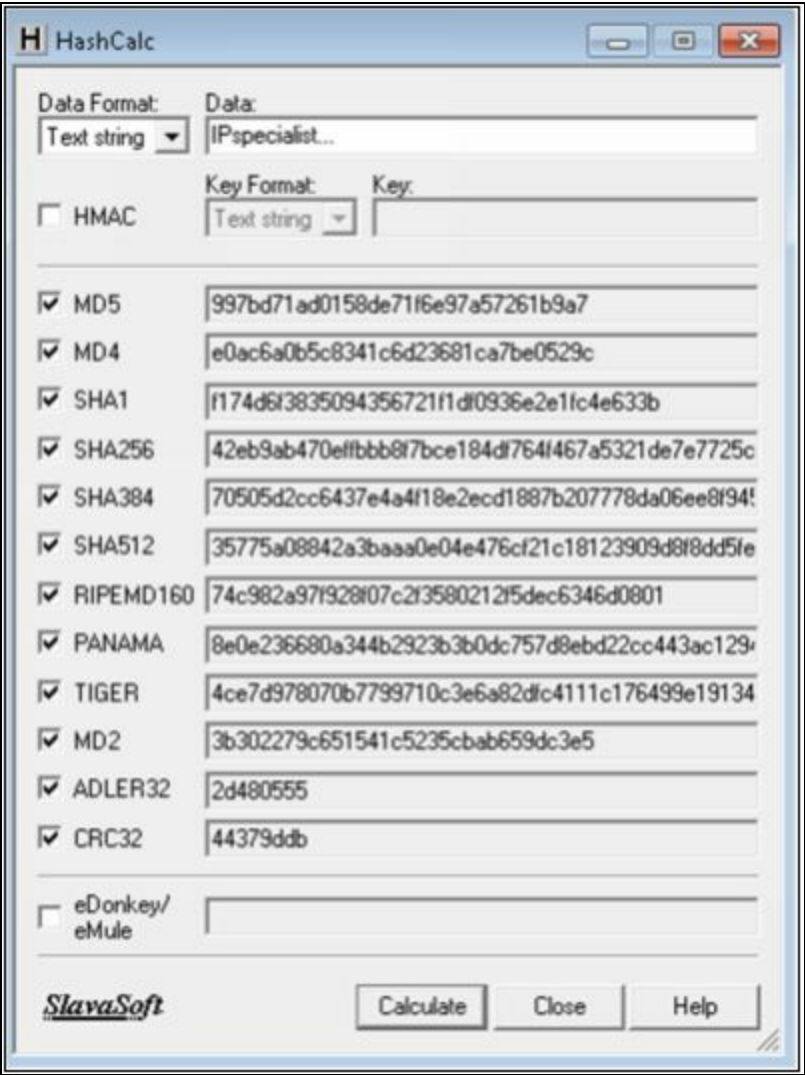 H HashCalc
Data Format: Data:
Text string IPspecialist...
Key Format: Key:
HMAC Text string
MD5 997bd71ad0158de71f6e97a57261b9a7
MD4 e0ac6a0b5c8341c6d23681ca7be0529c
SHA1 f174d6f3835094356721f1df0936e2e1fc4e633b
SHA256 42eb9ab470effbbb8f7bce184df764f467a5321de7e7725c
SHA384 70505d2cc6437e4a4f18e2ecd1887b207778da06ee8f945
SHA512 35775a08842a3baaa0e04e476cf21c18123909d8f8dd5fe
RIPEMD160 74c982a97f928f07c2f3580212f5dec6346d0801
PANAMA 8e0e236680a344b2923b3b0dc757d8ebd22cc443ac1294
TIGER 4ce7d978070b7799710c3e6a82dfc4111c176499e19134
MD2 3b302279c651541c5235cbab659dc3e5
ADLER32 2d480555
CRC32 44379ddb
eDonkey/
eMule
SlavaSoft Calculate Close Help